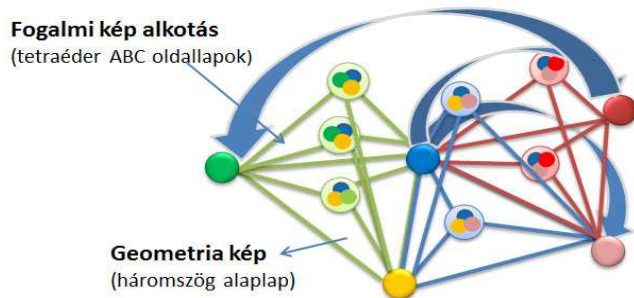 Fogalmi kép alkotás
(tetraéder ABC oldallapok)
Geometria kép
(háromszög alaplap)